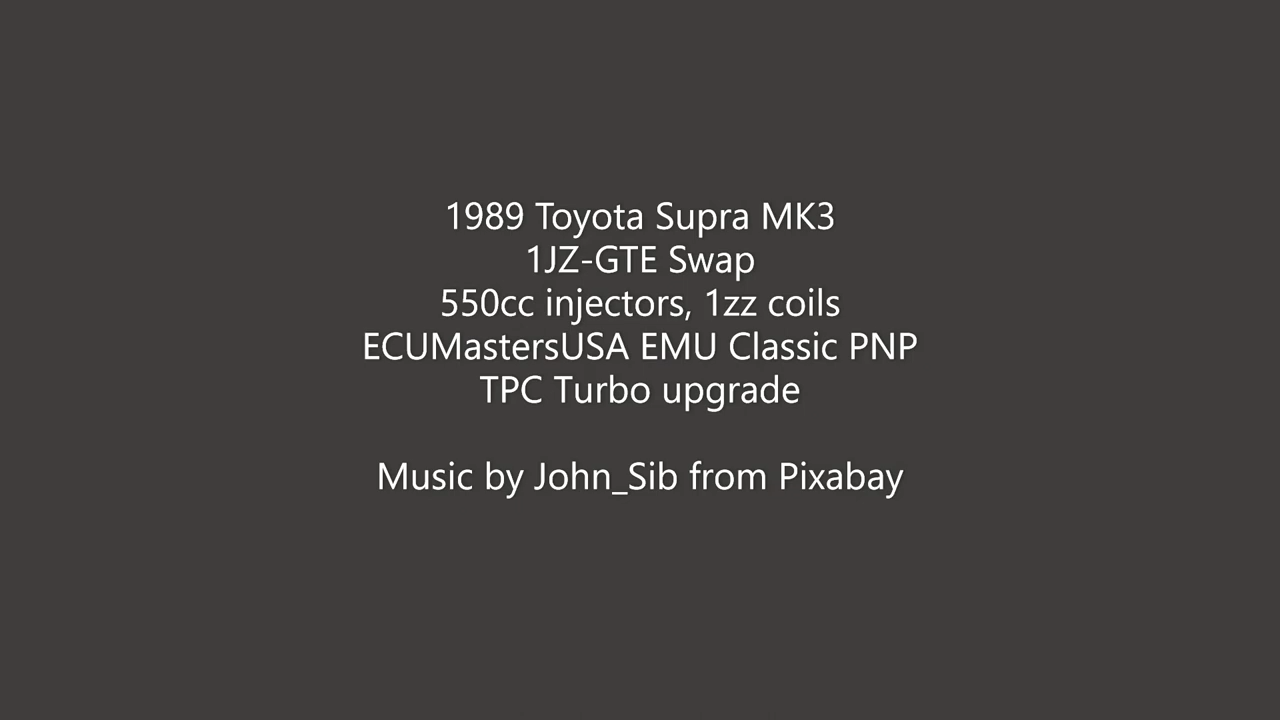 1989 Toyota Supra MK3
1JZ-GTE Swap
550cc injectors, 1zz coils
ECUMastersUSA EMU Classic PNP
TPC Turbo upgrade
Music by John_Sib from Pixabay